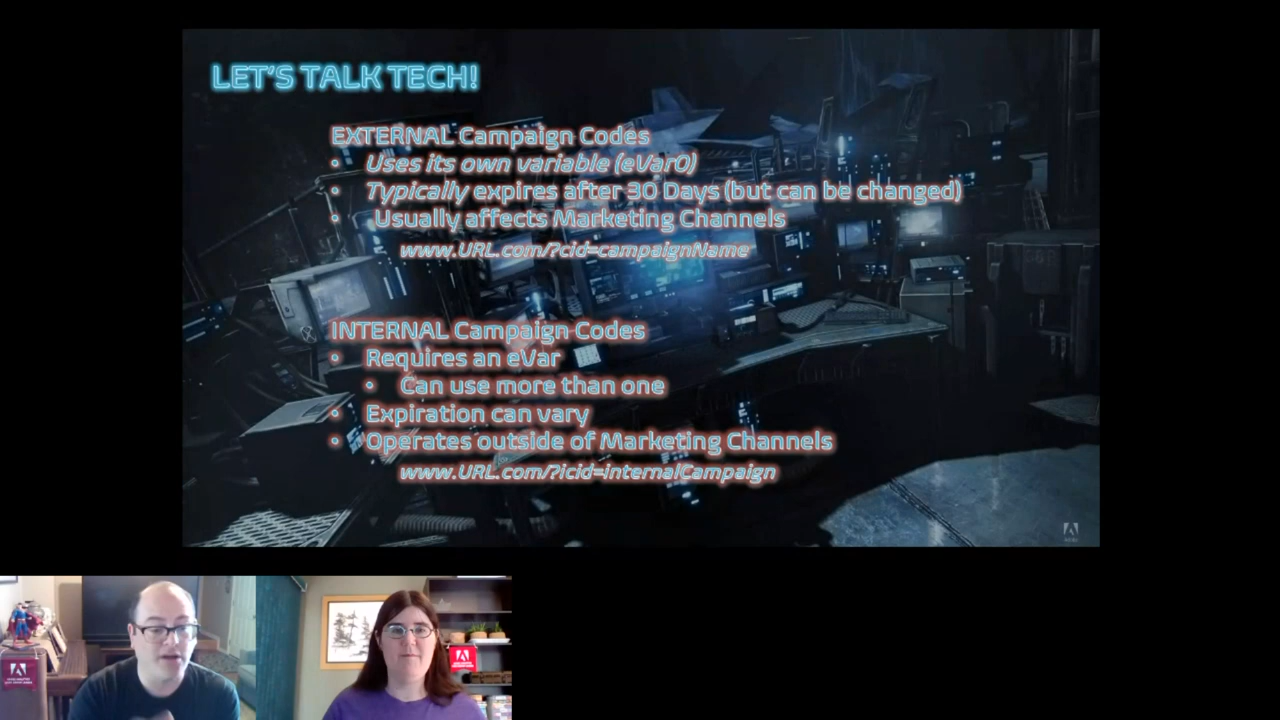 LET'S TALK TECH!
EXTERNAL Campaign Codes
• Uses its own variable (eVar0)
• Typically expires after 30 Days (but can be changed)
• Usually affects Marketing Channels
www.URL.com/?cid=campaignName
INTERNAL Campaign Codes
• Requires an eVar
• Can use more than one
• Expiration can vary
• Operates outside of Marketing Channels
www.URL.com/?icid=internalCampaign